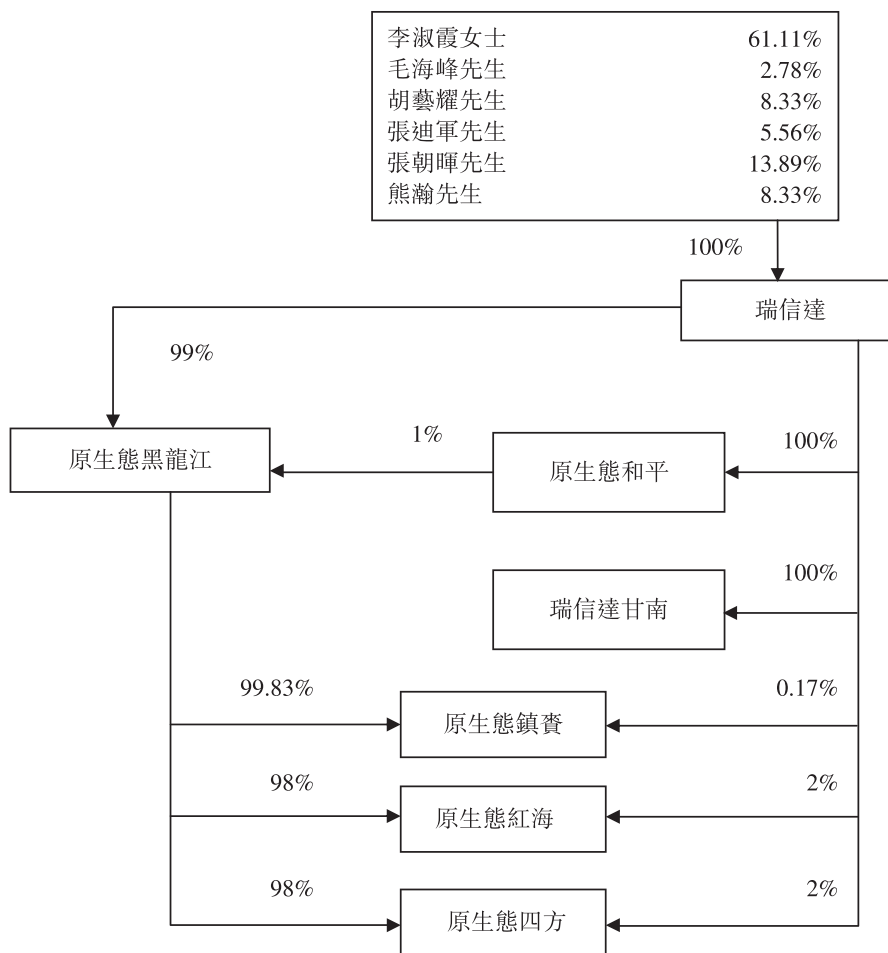 李淑霞女士 61.11%
毛海峰先生 2.78%
胡藝耀先生 8.33%
張迪軍先生 5.56%
張朝暉先生 13.89%
熊瀚先生 8.33%
100%
瑞信達
99%
原生態黑龍江
1%
原生態和平
100%
瑞信達甘南
100%
99.83%
原生態鎮賚
0.17%
98%
原生態紅海
2%
98%
原生態四方
2%